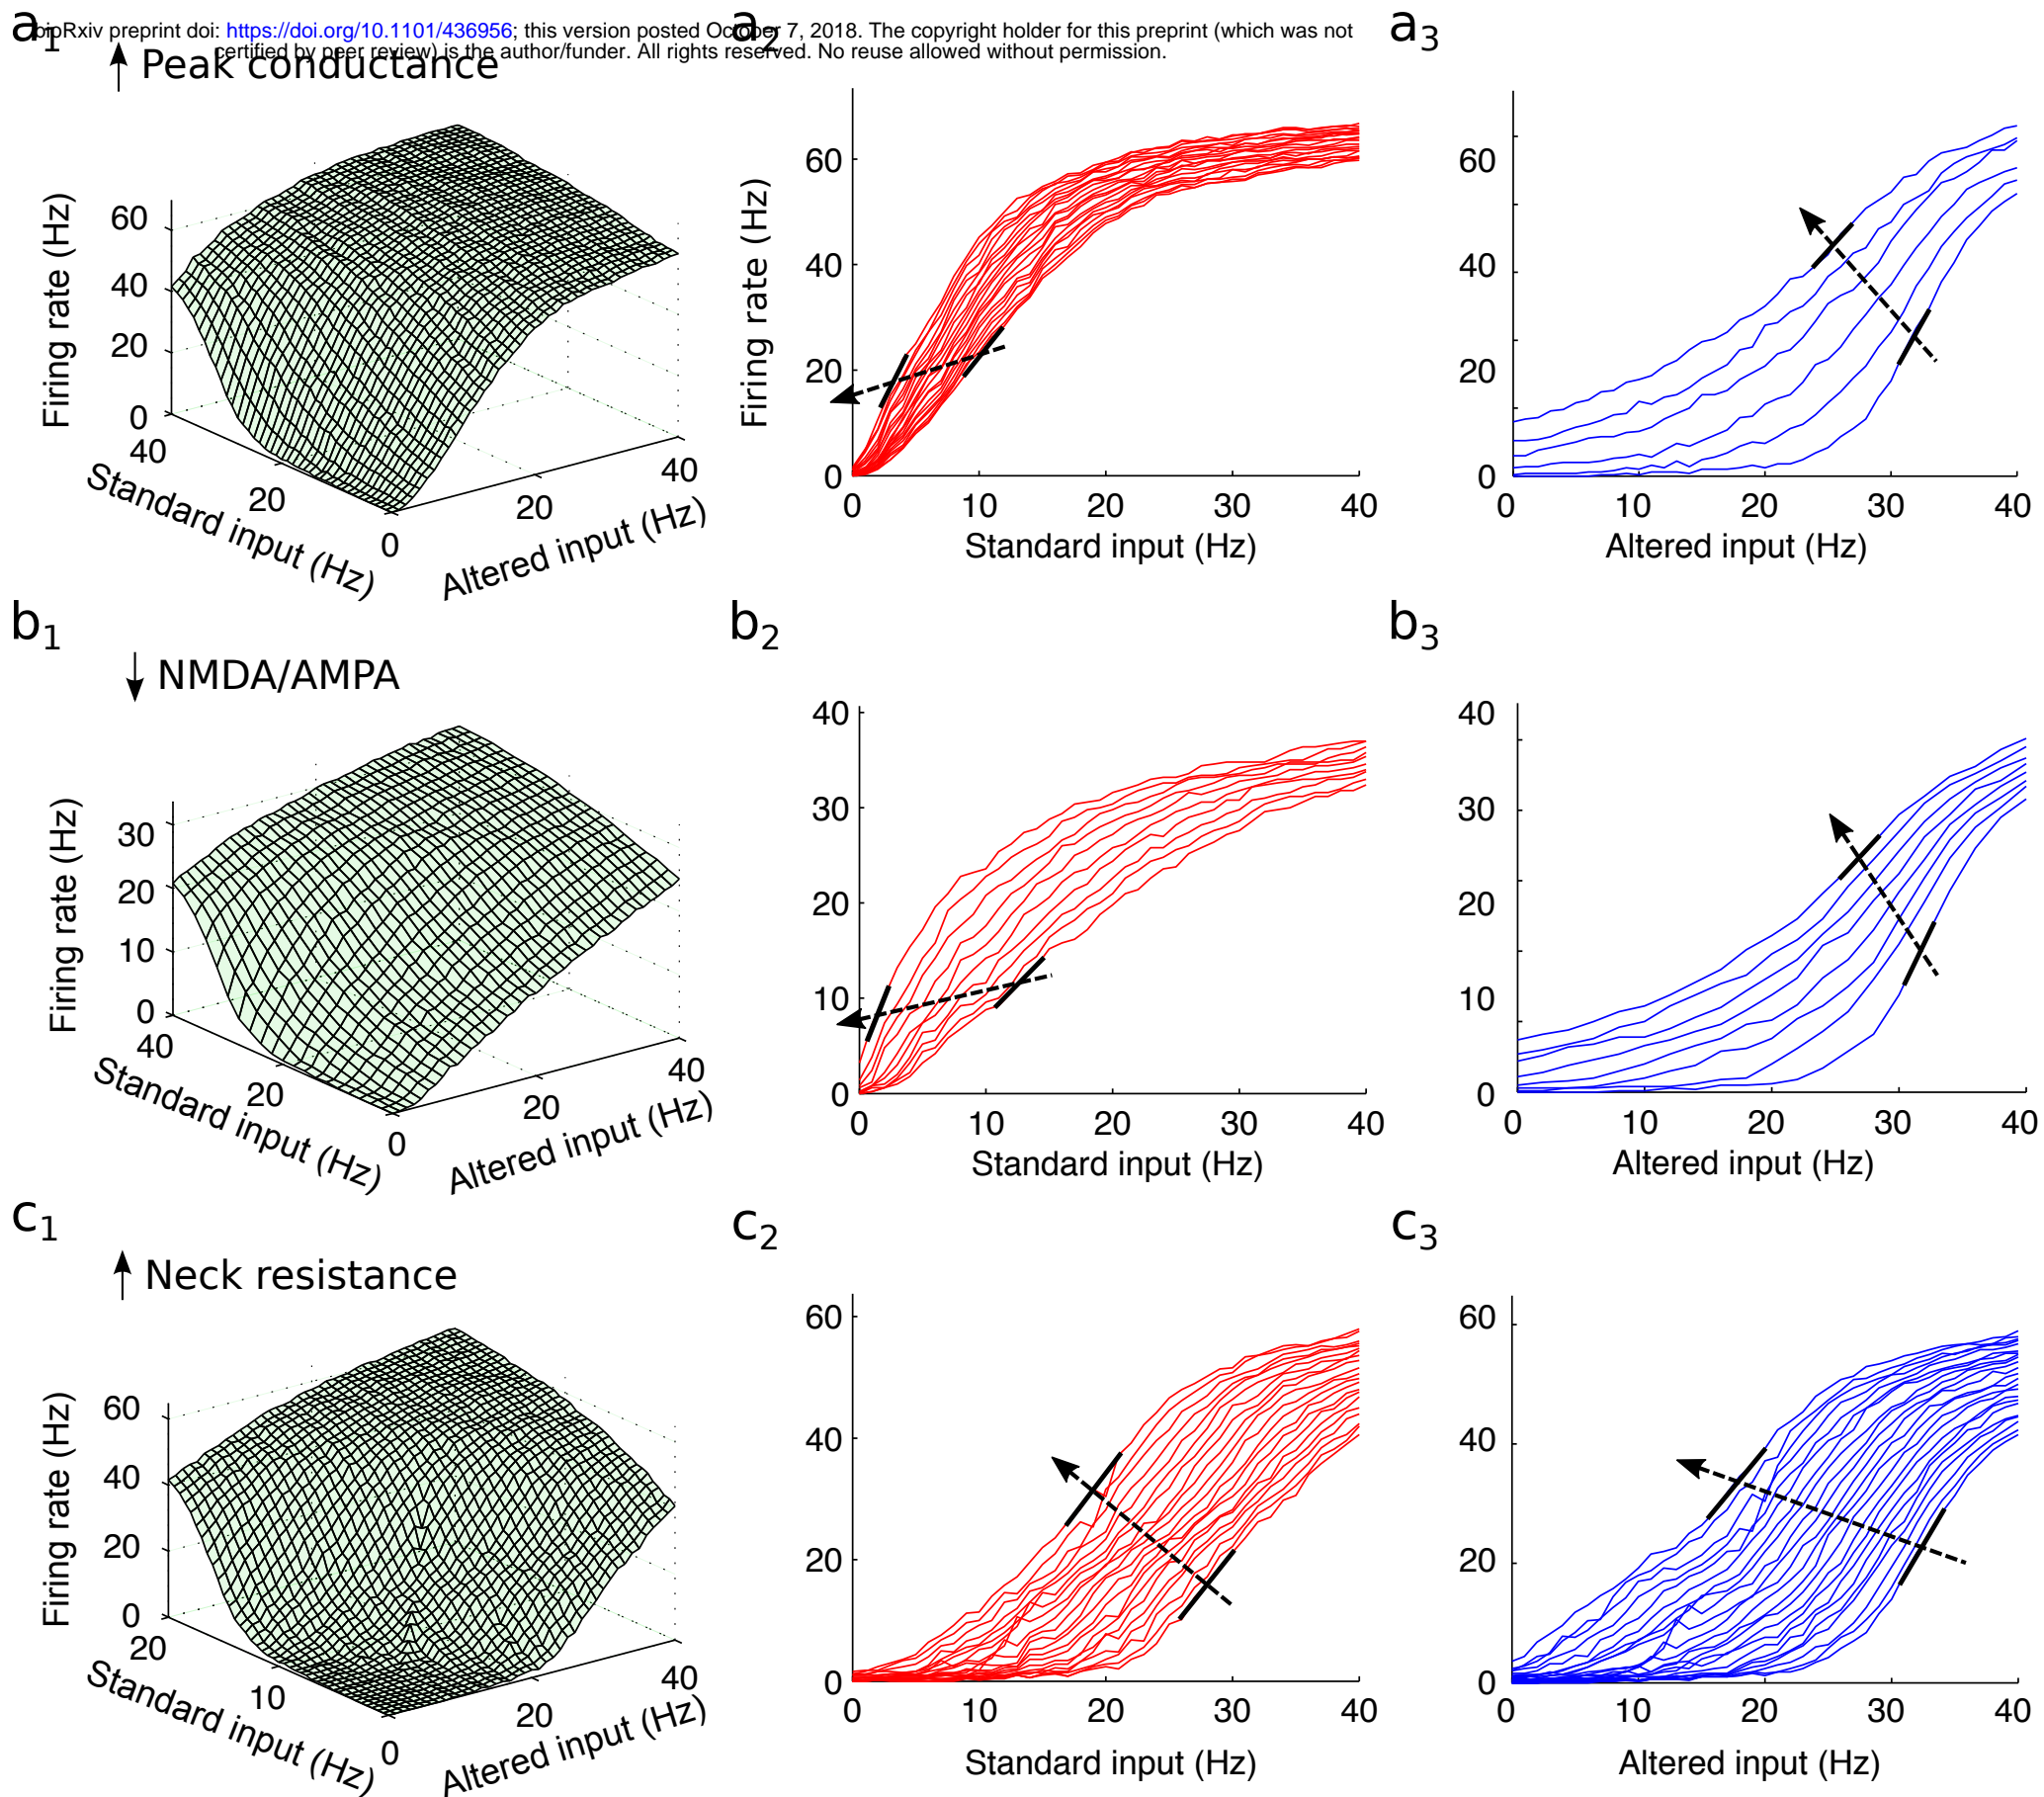 bioRxiv preprint doi: https://doi.org/10.1101/436956; this version posted October 7, 2018. The copyright holder for this preprint (which was not
certified by peer review) is the author/funder. All rights reserved. No reuse allowed without permission.
a1
↑ Peak conductance
Firing rate (Hz)
60
40
20
0
40
20
0
Standard input (Hz)
20
40
Altered input (Hz)
a2
Firing rate (Hz)
60
40
20
0
0 10 20 30 40
Standard input (Hz)
a3
60
40
20
0
0 10 20 30 40
Altered input (Hz)
b1
↓ NMDA/AMPA
Firing rate (Hz)
30
20
10
0
40
20
0
Standard input (Hz)
20
40
Altered input (Hz)
b2
40
30
20
10
0
0 10 20 30 40
Standard input (Hz)
b3
40
30
20
10
0
0 10 20 30 40
Altered input (Hz)
c1
↑ Neck resistance
Firing rate (Hz)
60
40
20
0
20
10
0
Standard input (Hz)
20
40
Altered input (Hz)
c2
60
40
20
0
0 10 20 30 40
Standard input (Hz)
c3
60
40
20
0
0 10 20 30 40
Altered input (Hz)